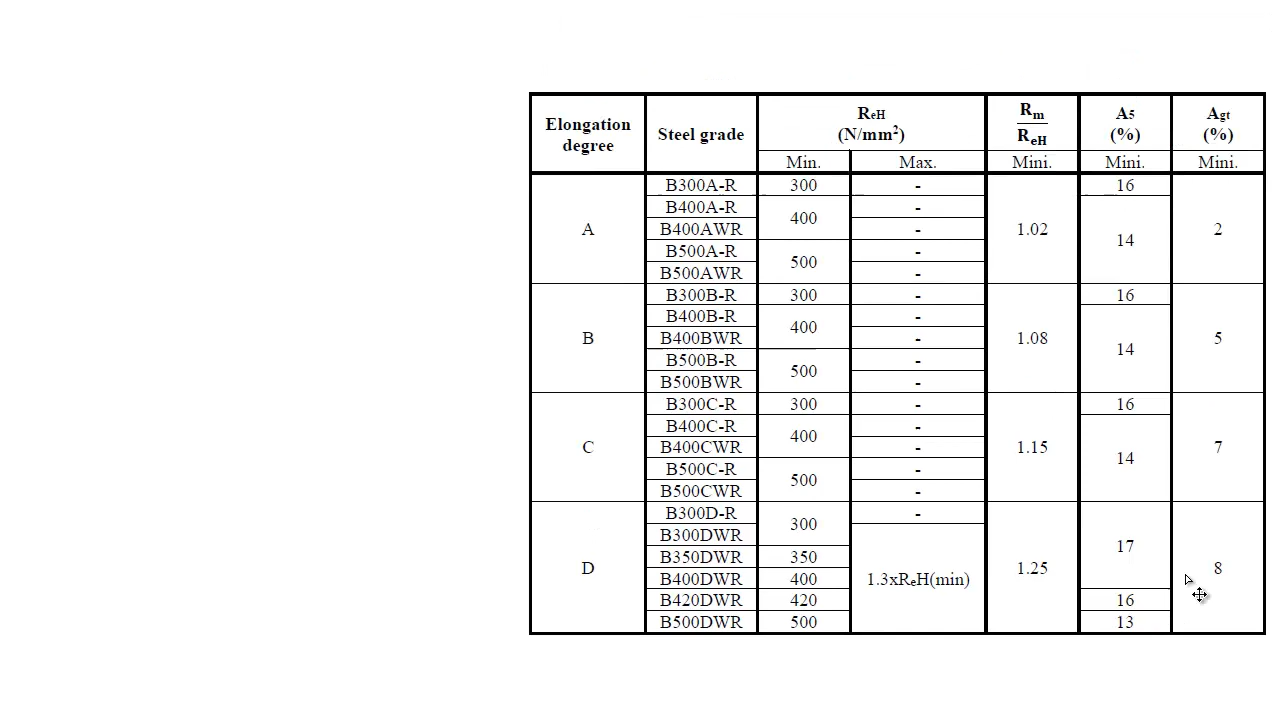 Elongation degree Steel grade ReH (N/mm²) Rm/ReH A5 (%) Agt (%)
Min. Max. Mini. Mini. Mini.
A B300A-R 300 - 1.02 16 2
B400A-R 400 - 14
B400AWR -
B500A-R 500 -
B500AWR -
B B300B-R 300 - 1.08 16 5
B400B-R 400 - 14
B400BWR -
B500B-R 500 -
B500BWR -
C B300C-R 300 - 1.15 16 7
B400C-R 400 - 14
B400CWR -
B500C-R 500 -
B500CWR -
D B300D-R 300 - 1.25 17 8
B300DWR 1.3xReH(min)
B350DWR 350
B400DWR 400
B420DWR 420 16
B500DWR 500 13